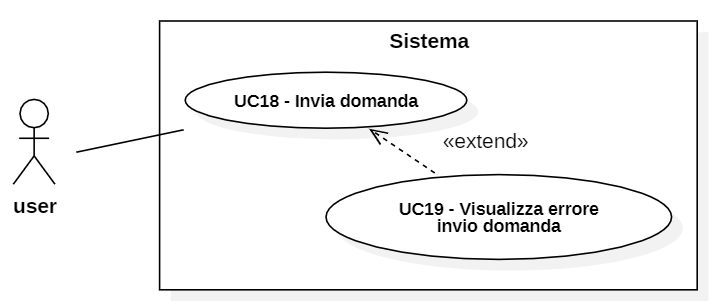 Sistema
UC18 - Invia domanda
«extend»
user
UC19 - Visualizza errore
invio domanda